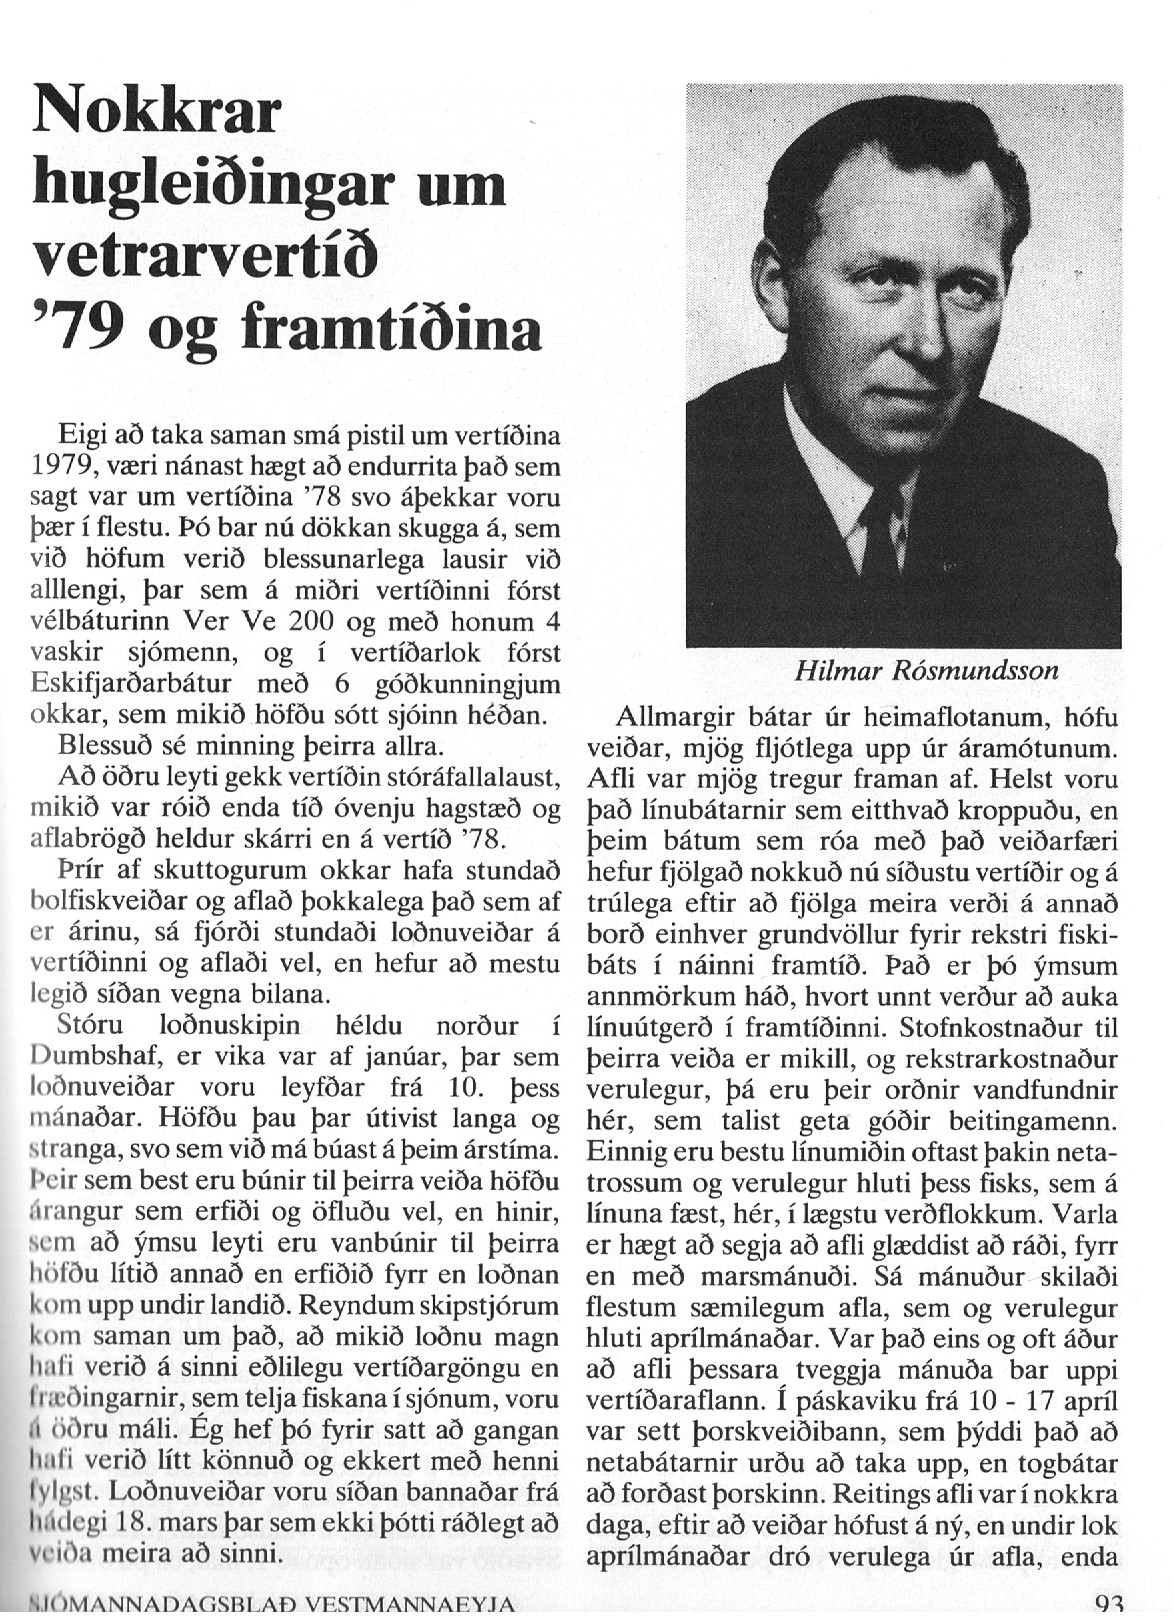 Nokkrar
hugleiðingar um
vetrarvertíð
’79 og framtíðina
Eigi að taka saman smá pistil um vertíðina
1979, væri nánast hægt að endurrita það sem
sagt var um vertíðina ’78 svo áþekkar voru
þær í flestu. Þó bar nú dökkan skugga á, sem
við höfum verið blessunarlega lausir við
alllengi, þar sem á miðri vertíðinni fórst
vélbáturinn Ver Ve 200 og með honum 4
vaskir sjómenn, og í vertíðarlok fórst
Eskifjarðarbátur með 6 góðkunningjum
okkar, sem mikið höfðu sótt sjóinn héðan.
Blessuð sé minning þeirra allra.
Að öðru leyti gekk vertíðin stóráfallalaust,
mikið var róið enda tíð óvenju hagstæð og
aflabrögð heldur skárri en á vertíð ’78.
Þrír af skuttogurum okkar hafa stundað
bolfiskveiðar og aflað þokkalega það sem af
er árinu, sá fjórði stundaði loðnuveiðar á
vertíðinni og aflaði vel, en hefur að mestu
legið síðan vegna bilana.
Stóru loðnuskipin héldu norður í
Dumbshaf, er vika var af janúar, þar sem
loðnuveiðar voru leyfðar frá 10. þess
mánaðar. Höfðu þau þar útivist langa og
stranga, svo sem við má búast á þeim árstíma.
Þeir sem best eru búnir til þeirra veiða höfðu
árangur sem erfiði og öfluðu vel, en hinir,
sem að ýmsu leyti eru vanbúnir til þeirra
höfðu lítið annað en erfiðið fyrr en loðnan
kom upp undir landið. Reyndum skipstjórum
kom saman um það, að mikið loðnu magn
hafi verið á sinni eðlilegu vertíðargöngu en
fræðingarnir, sem telja fiskana í sjónum, voru
á öðru máli. Ég hef þó fyrir satt að gangan
hafi verið lítt könnuð og ekkert með henni
fylgst. Loðnuveiðar voru síðan bannaðar frá
hádegi 18. mars þar sem ekki þótti ráðlegt að
veiða meira að sinni.
Hilmar Rósmundsson
Allmargir bátar úr heimaflotanum, hófu
veiðar, mjög fljótlega upp úr áramótunum.
Afli var mjög tregur framan af. Helst voru
það línubátarnir sem eitthvað kroppuðu, en
þeim bátum sem róa með það veiðarfæri
hefur fjölgað nokkuð nú síðustu vertíðir og á
trúlega eftir að fjölga meira verði á annað
borð einhver grundvöllur fyrir rekstri fiski-
báts í náinni framtíð. Það er þó ýmsum
annmörkum háð, hvort unnt verður að auka
línuútgerð í framtíðinni. Stofnkostnaður til
þeirra veiða er mikill, og rekstrarkostnaður
verulegur, þá eru þeir orðnir vandfundnir
hér, sem talist geta góðir beitingamenn.
Einnig eru bestu línumiðin oftast þakin neta-
trossum og verulegur hluti þess fisks, sem á
línuna fæst, hér, í lægstu verðflokkum. Varla
er hægt að segja að afli glæddist að ráði, fyrr
en með marsmánuði. Sá mánuður skilaði
flestum sæmilegum afla, sem og verulegur
hluti aprílmánaðar. Var það eins og oft áður
að afli þessara tveggja mánuða bar uppi
vertíðaraflann. Í páskaviku frá 10 - 17 apríl
var sett þorskveiðibann, sem þýddi það að
netabátarnir urðu að taka upp, en togbátar
að forðast þorskinn. Reitings afli var í nokkra
daga, eftir að veiðar hófust á ný, en undir lok
aprílmánaðar dró verulega úr afla, enda
SJÓMANNADAGSBLAÐ VESTMANNAEYJA
93